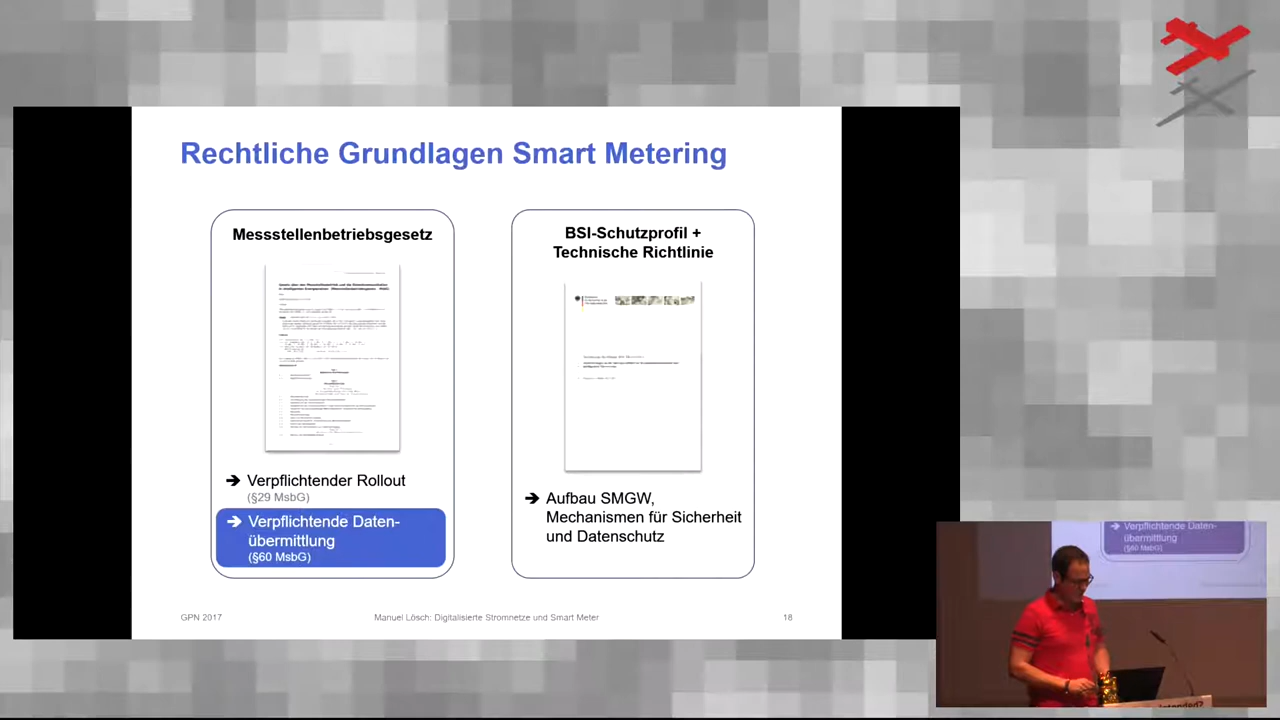 Rechtliche Grundlagen Smart Metering
Messstellenbetriebsgesetz
➔ Verpflichtender Rollout
(§29 MsbG)
➔ Verpflichtende Daten-
übermittlung
(§60 MsbG)
BSI-Schutzprofil +
Technische Richtlinie
➔ Aufbau SMGW,
Mechanismen für Sicherheit
und Datenschutz
GPN 2017
Manuel Lösch: Digitalisierte Stromnetze und Smart Meter
18
➔ Verpflichtende Daten-
übermittlung
(§60 MsbG)
intended?